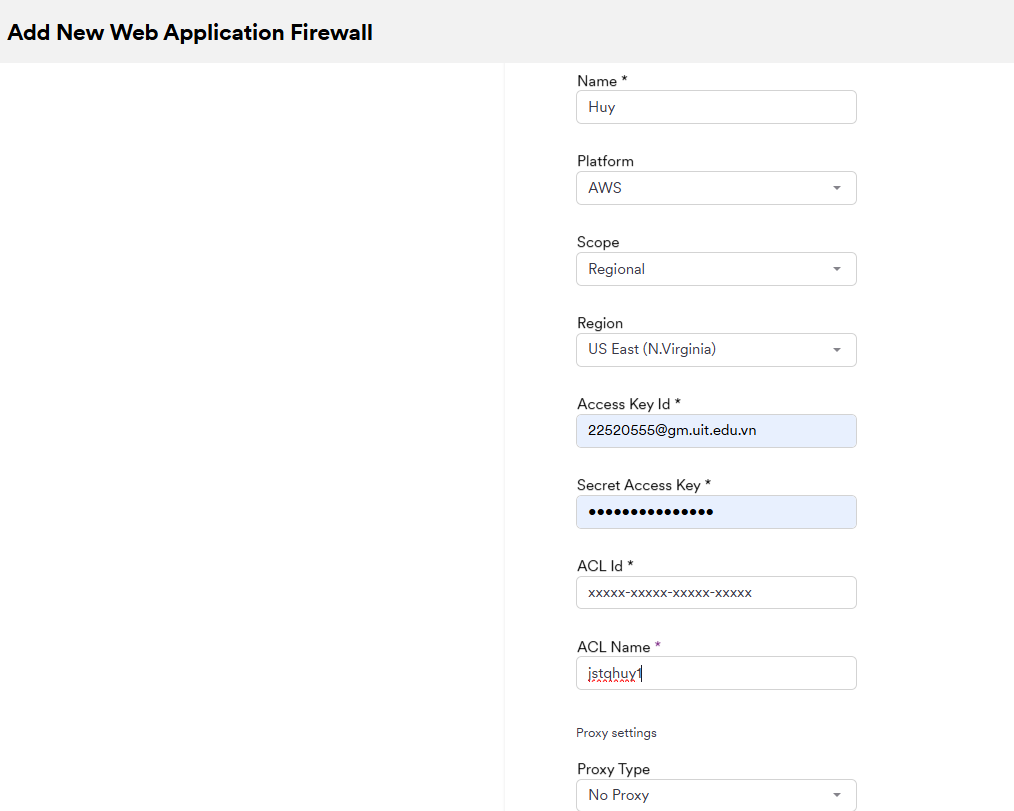 Add New Web Application Firewall
Name *
Huy
Platform
AWS
Scope
Regional
Region
US East (N.Virginia)
Access Key Id *
22520555@gm.uit.edu.vn
Secret Access Key *
•••••••••••••••
ACL Id *
xxxxx-xxxxx-xxxxx-xxxxx
ACL Name *
jstqhuy1
Proxy settings
Proxy Type
No Proxy